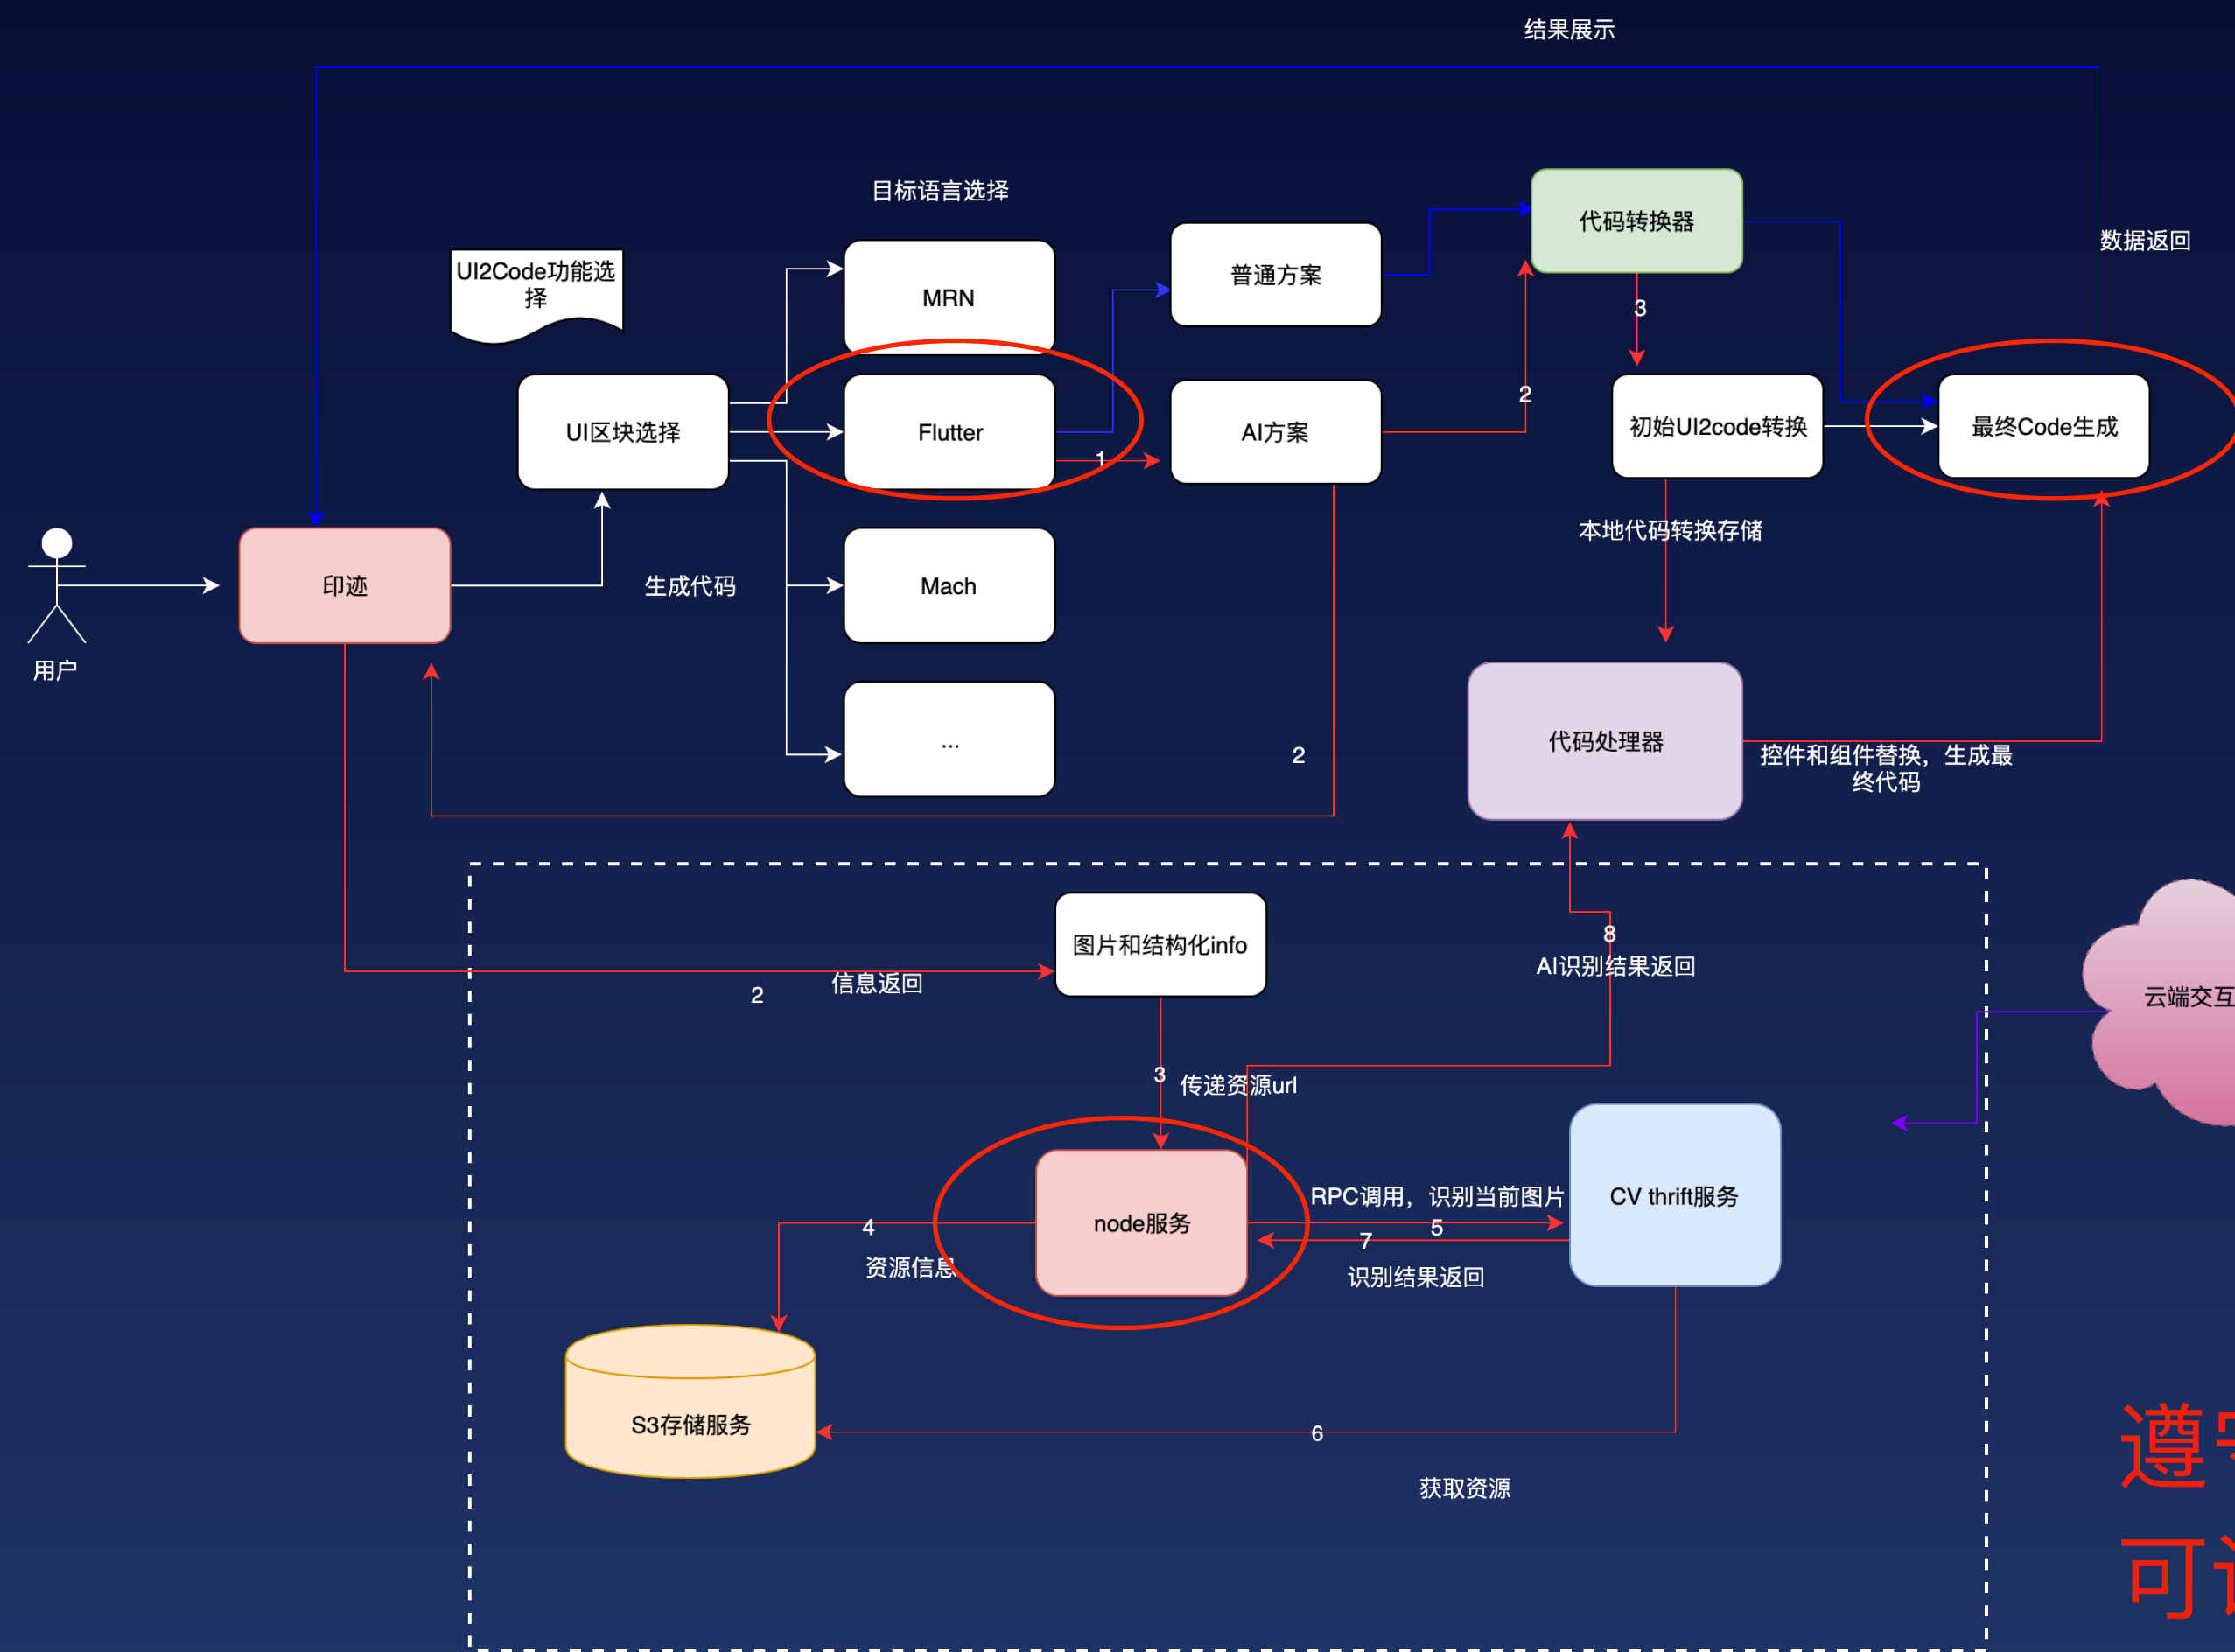 结果展示
目标语言选择
数据返回
UI2Code功能选
择
MRN
普通方案
代码转换器
3
UI区块选择
Flutter
1
AI方案
2
初始UI2code转换
最终Code生成
本地代码转换存储
用户
印迹
生成代码
Mach
...
2
代码处理器
控件和组件替换，生成最
终代码
图片和结构化info
信息返回
2
8
AI识别结果返回
云端交互
3
传递资源url
node服务
RPC调用，识别当前图片
5
7
识别结果返回
CV thrift服务
4
资源信息
S3存储服务
6
获取资源
遵
可